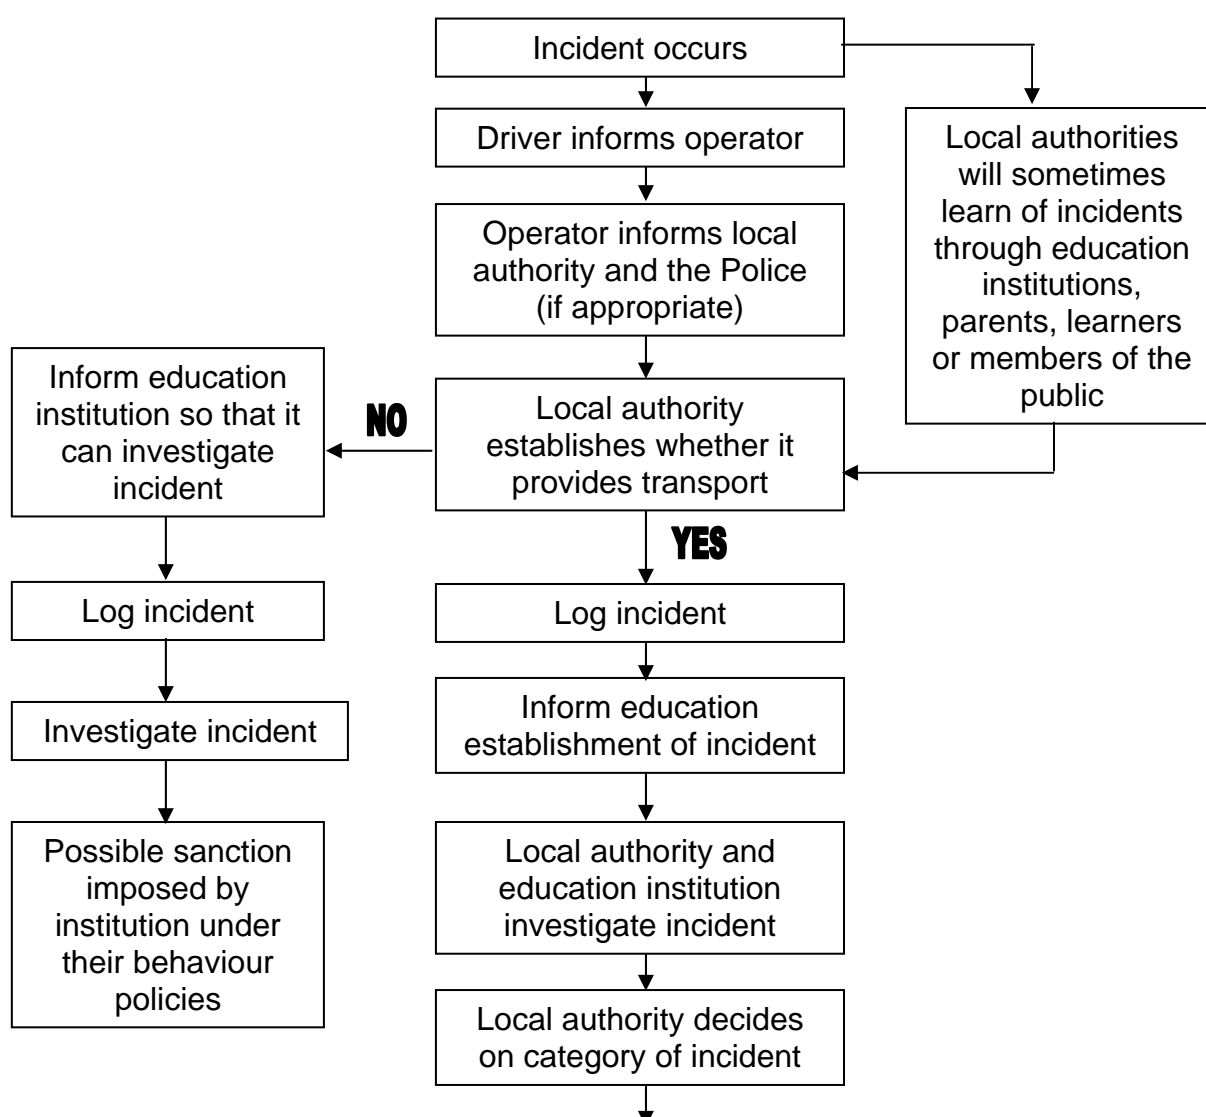 Incident occurs
Driver informs operator
Local authorities
will sometimes
learn of incidents
through education
institutions,
parents, learners
or members of the
public
Operator informs local
authority and the Police
(if appropriate)
Inform education
institution so that it
can investigate
incident
NO
Local authority
establishes whether it
provides transport
YES
Log incident
Log incident
Investigate incident
Inform education
establishment of incident
Possible sanction
imposed by
institution under
their behaviour
policies
Local authority and
education institution
investigate incident
Local authority decides
on category of incident